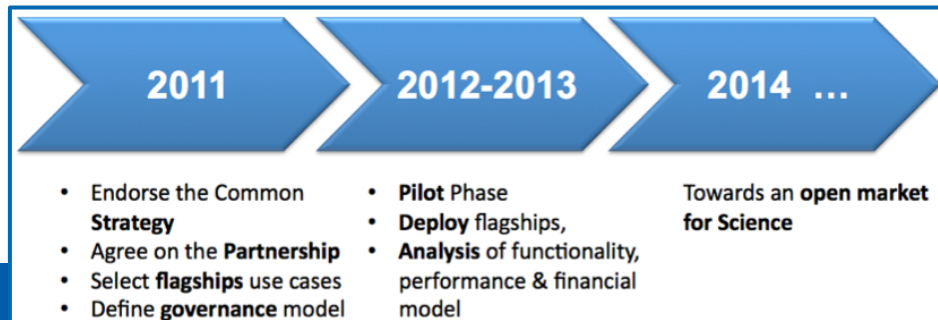 2011
2012-2013
2014 ...
• Endorse the Common
Strategy
• Agree on the Partnership
• Select flagships use cases
• Define governance model
• Pilot Phase
• Deploy flagships,
• Analysis of functionality,
performance & financial
model
Towards an open market
for Science